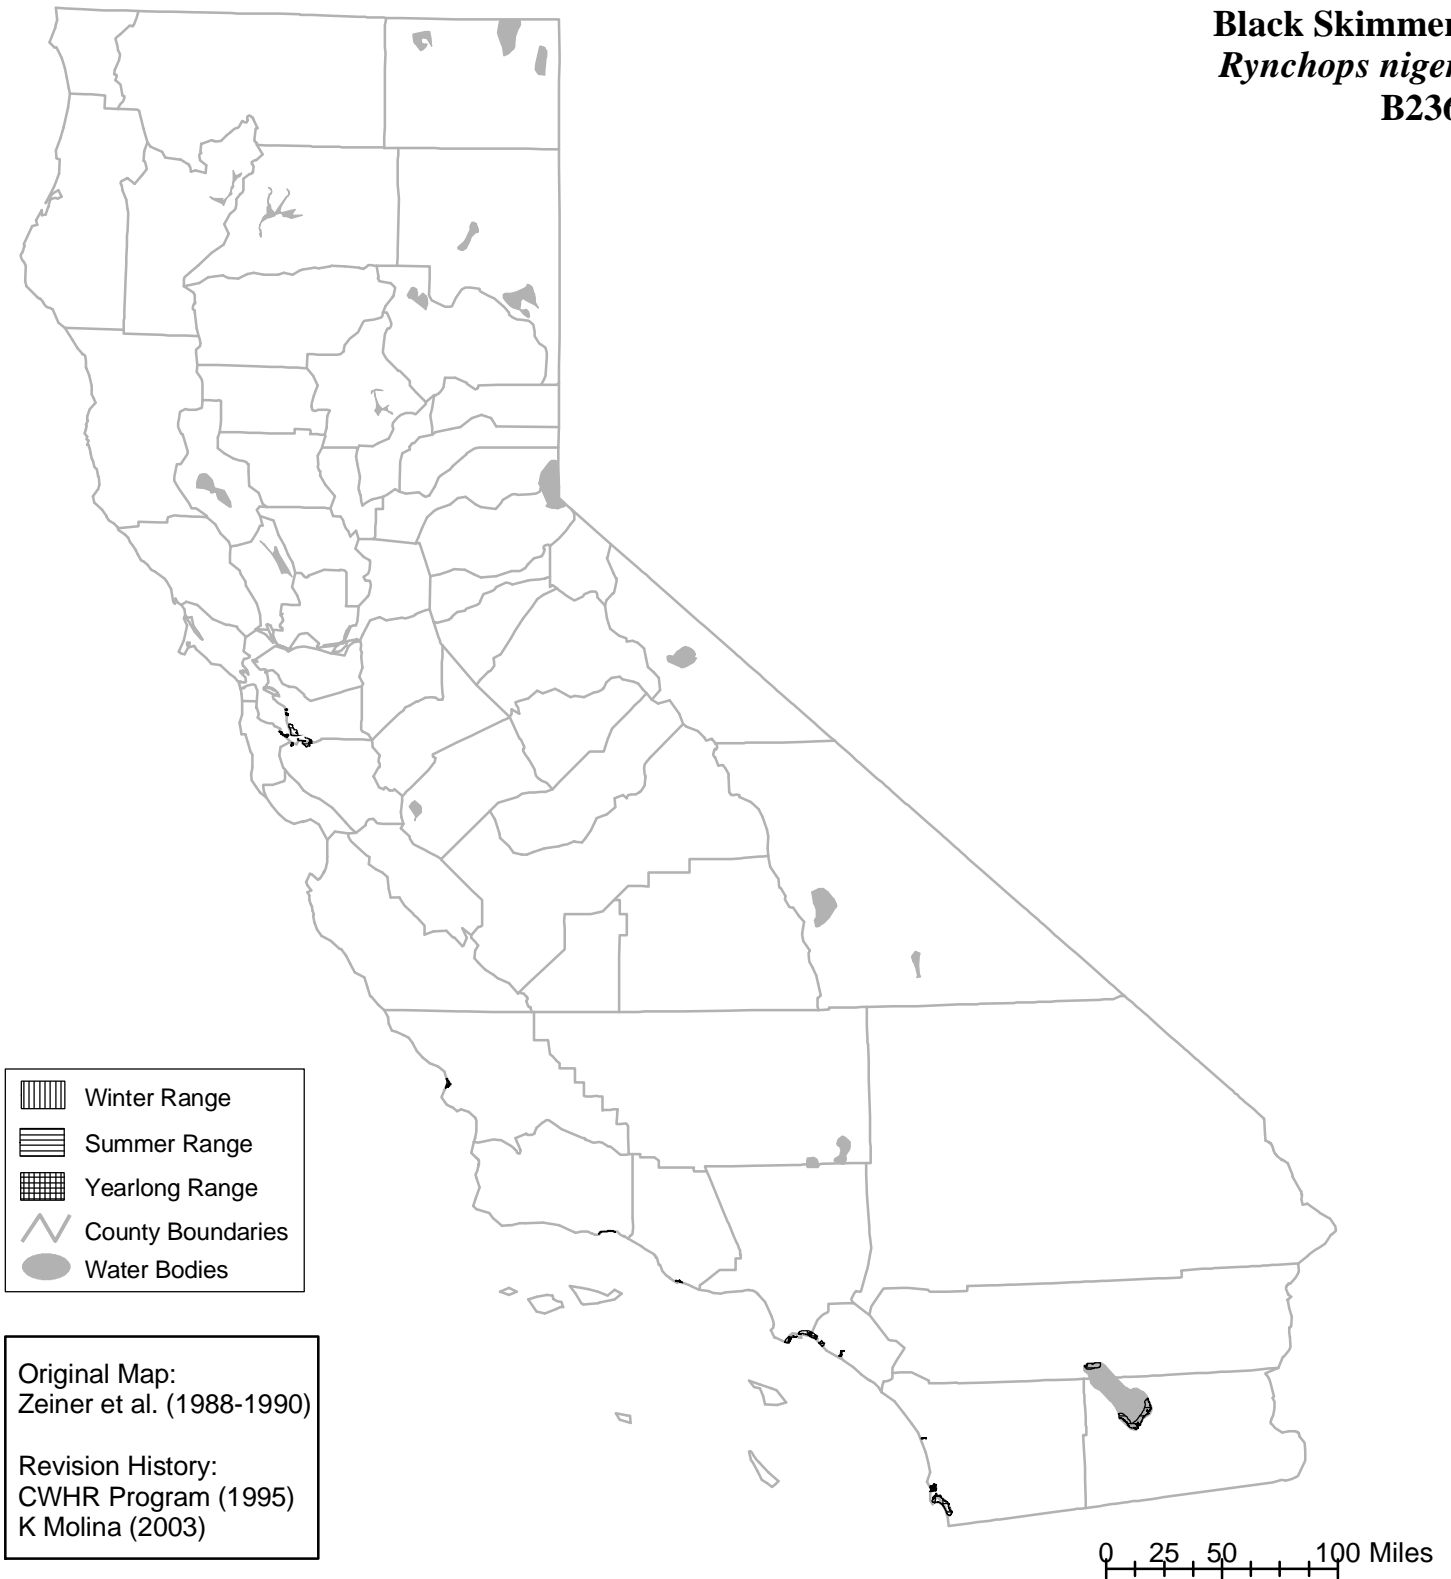 Black Skimmer
Rynchops niger
B236
Winter Range
Summer Range
Yearlong Range
County Boundaries
Water Bodies
Original Map:
Zeiner et al. (1988-1990)
Revision History:
CWHR Program (1995)
K Molina (2003)
0 25 50 100 Miles